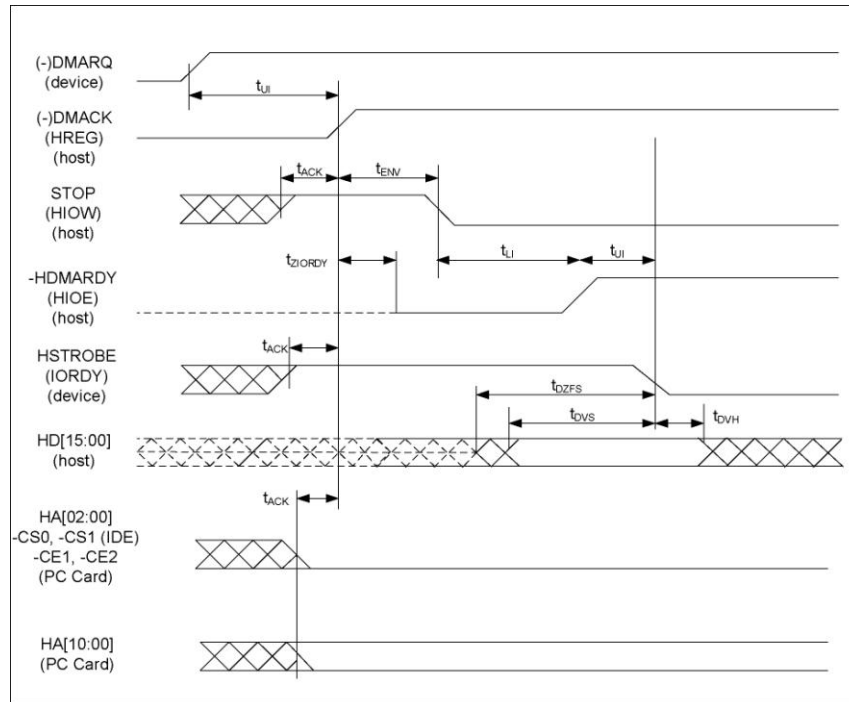 (-)DMARQ
(device)
tUI
(-)DMACK
(HREG)
(host)
tACK
tENV
STOP
(HIOW)
(host)
tZIORDY
tLI
tUI
-HDMARDY
(HIOE)
(host)
tACK
HSTROBE
(IORDY)
(device)
tDZFS
tDVS
tDVH
HD[15:00]
(host)
tACK
HA[02:00]
-CS0, -CS1 (IDE)
-CE1, -CE2
(PC Card)
HA[10:00]
(PC Card)